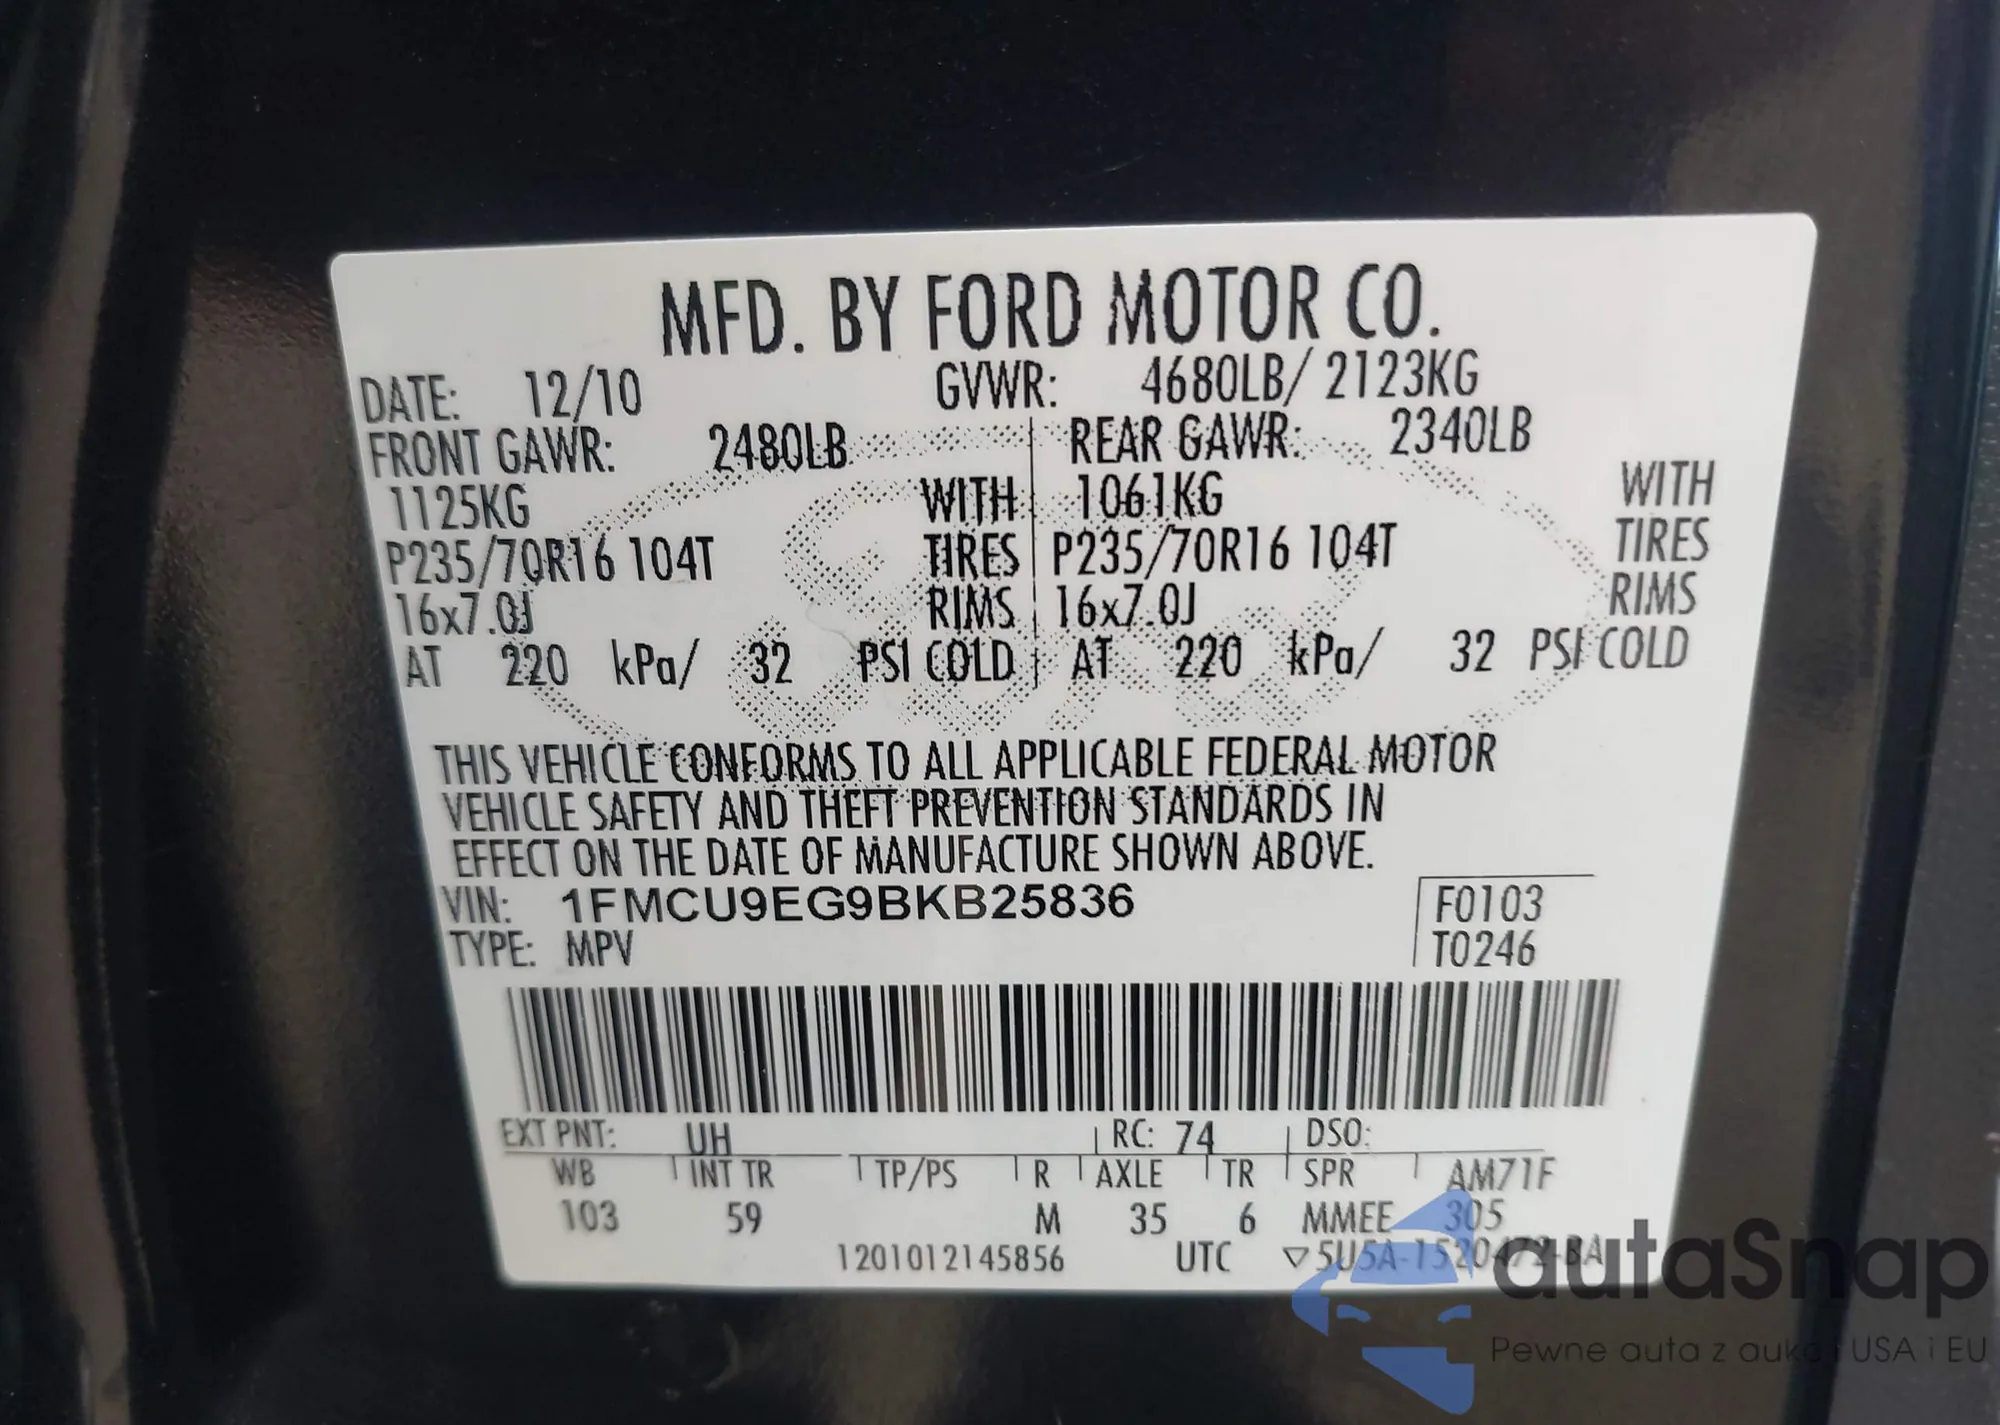 MFD. BY FORD MOTOR CO.
DATE: 12/10 GVWR: 4680LB/ 2123KG
FRONT GAWR: 2480LB REAR GAWR: 2340LB
1125KG WITH 1061KG WITH
P235/70R16 104T TIRES P235/70R16 104T TIRES
16x7.0J RIMS 16x7.0J RIMS
AT 220 kPa/ 32 PSI COLD AT 220 kPa/ 32 PSI COLD
THIS VEHICLE CONFORMS TO ALL APPLICABLE FEDERAL MOTOR
VEHICLE SAFETY AND THEFT PREVENTION STANDARDS IN
EFFECT ON THE DATE OF MANUFACTURE SHOWN ABOVE.
VIN: 1FMCU9EG9BKB25836 F0103
TYPE: MPV T0246
EXT PNT: UH RC: 74 DSO:
WB INT TR TP/PS R AXLE TR SPR AM71F
103 59 M 35 6 MMEE 305
1201012145856 UTC ▽5U5A-1520472-BA
autaSnap
Pewne auta z aukcji USA i EU